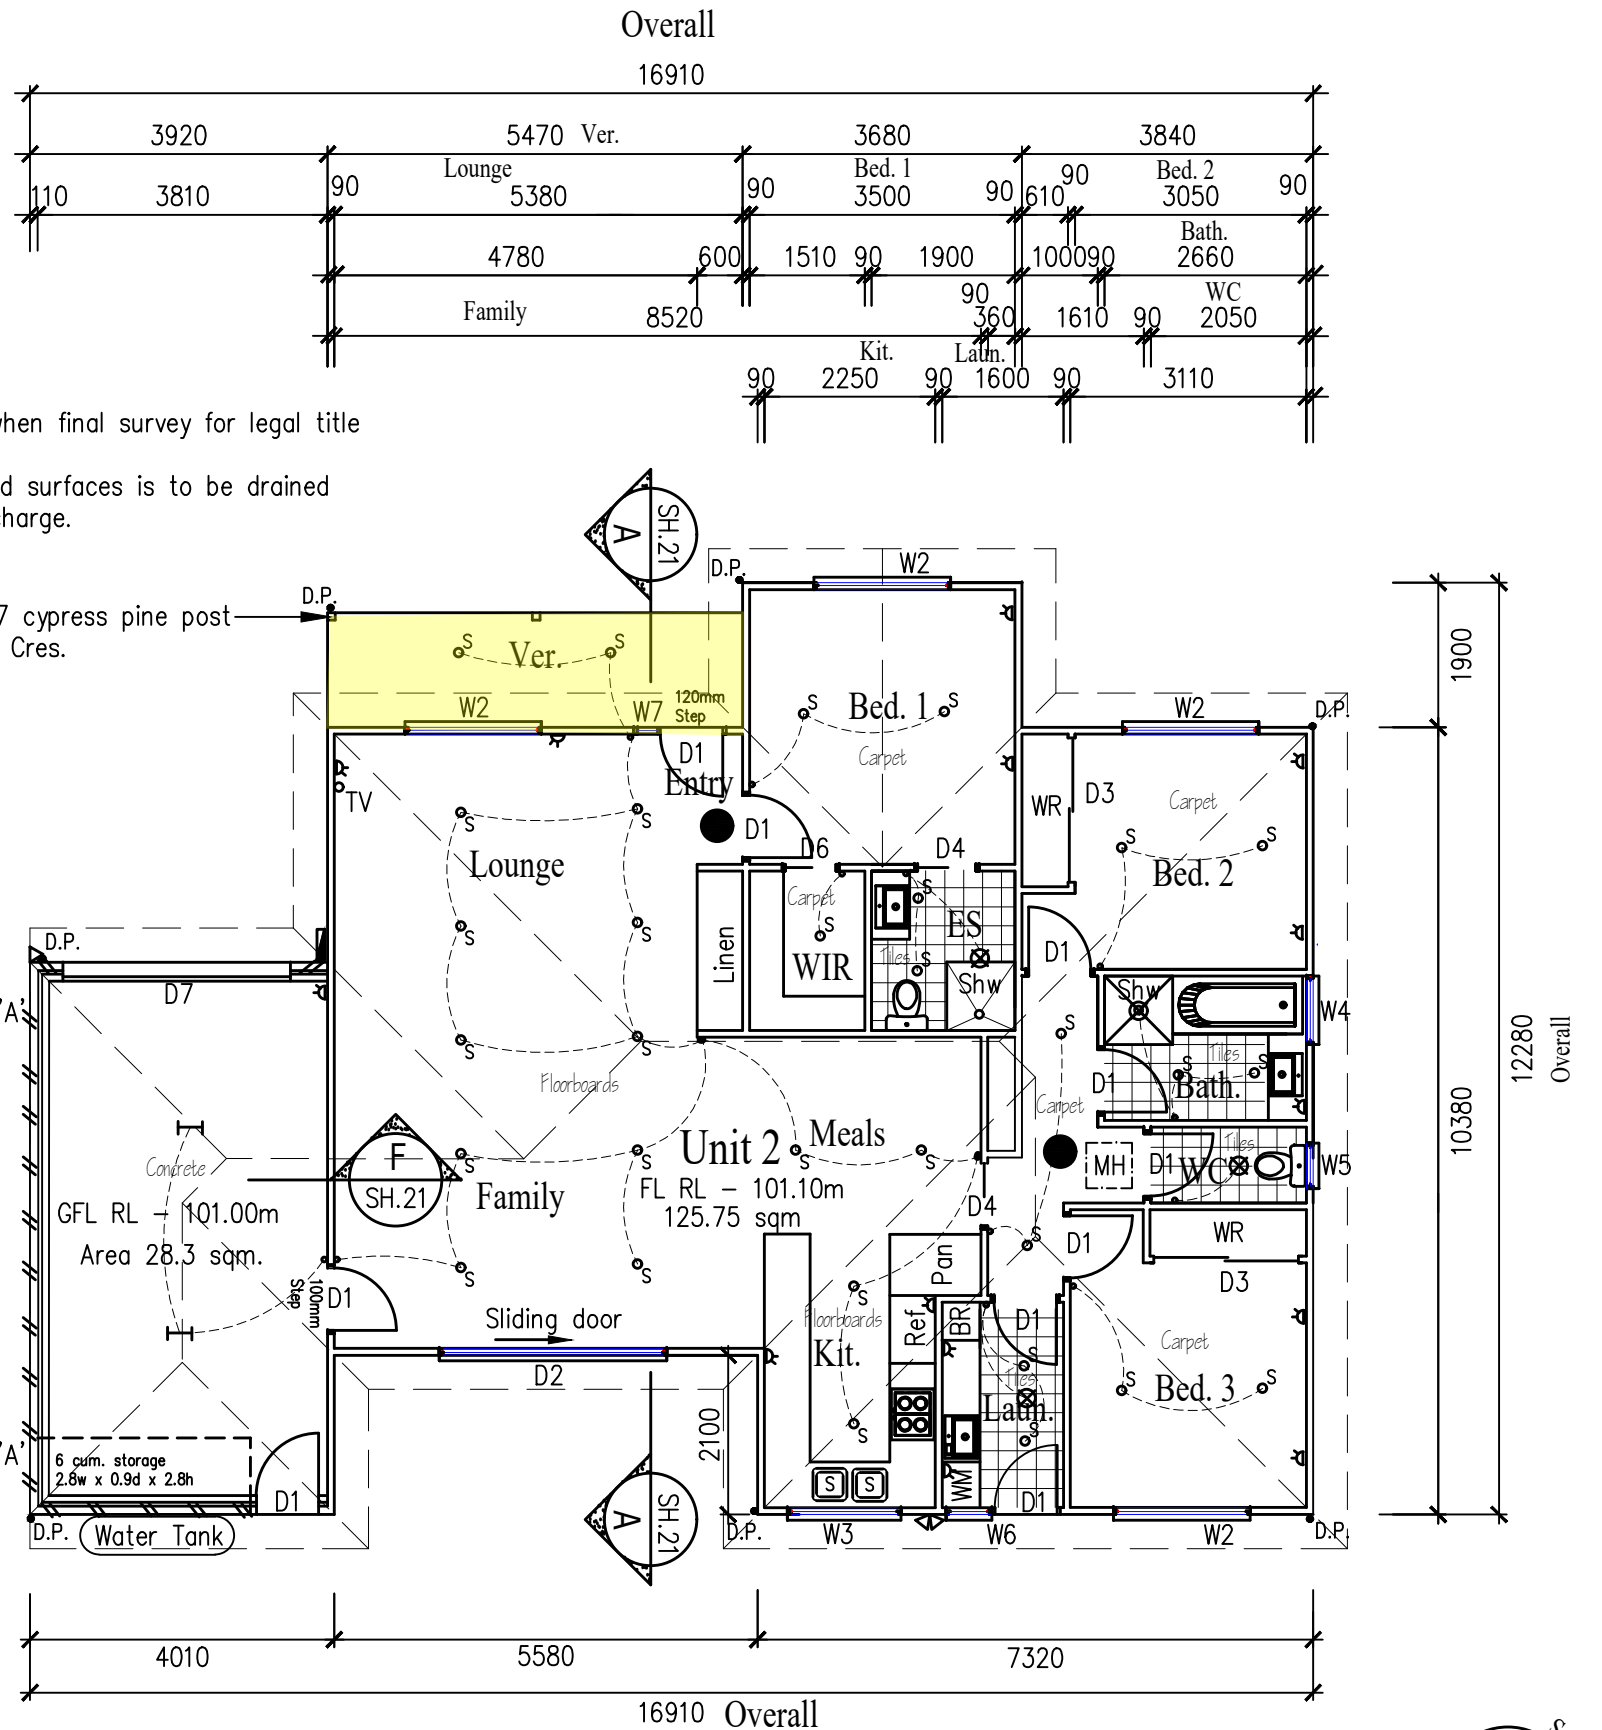 Overall
16910
3920 5470 Ver. 3680 3840
Lounge Bed. 1 90 Bed. 2
110 3810 90 5380 90 3500 90 610 3050 90
Bath.
4780 600 1510 90 1900 1000 90 2660
Family 90 WC
8520 360 1610 90 2050
Kit. Laun.
90 2250 90 1600 90 3110
when final survey for legal title
d surfaces is to be drained
charge.
A SH.21
D.P. W2
D.P.
7 cypress pine post
Cres.
1900
S Ver. S
W2 W7 120mm
Step
S Bed. 1 S
W2 D.P.
D1
Entry
Carpet
TV
WR D3 Carpet
S S D1
D6 D4
Lounge
S Bed. 2 S
Carpet S
S S Linen S ES
WIR Tiles S Shw
D1
D.P.
D7
'A'
Shw W4
12280
Overall
S S S
Floorboards
D1 S Tiles
Bath.
Carpet
10380
Unit 2 Meals
F
SH.21
S S S S
Concrete
MH D1 WC Tiles W5
Family
FL RL - 101.10m
125.75 sqm
GFL RL - 101.00m
Area 28.3 sqm.
D4
WR
S D1
Pan
D3
S S
100mm
Step
D1
Sliding door
S
Floorboards
Ref.
BR
D1
Kit.
D2
Carpet
S
Tiles
S Bed. 3 S
Laun.
2100
S S
'A'
6 cum. storage
2.8w x 0.9d x 2.8h
D1
S S
WM
D1
A SH.21
D.P. Water Tank
D.P. W3 W6 W2 D.P.
4010 5580 7320
16910 Overall
S